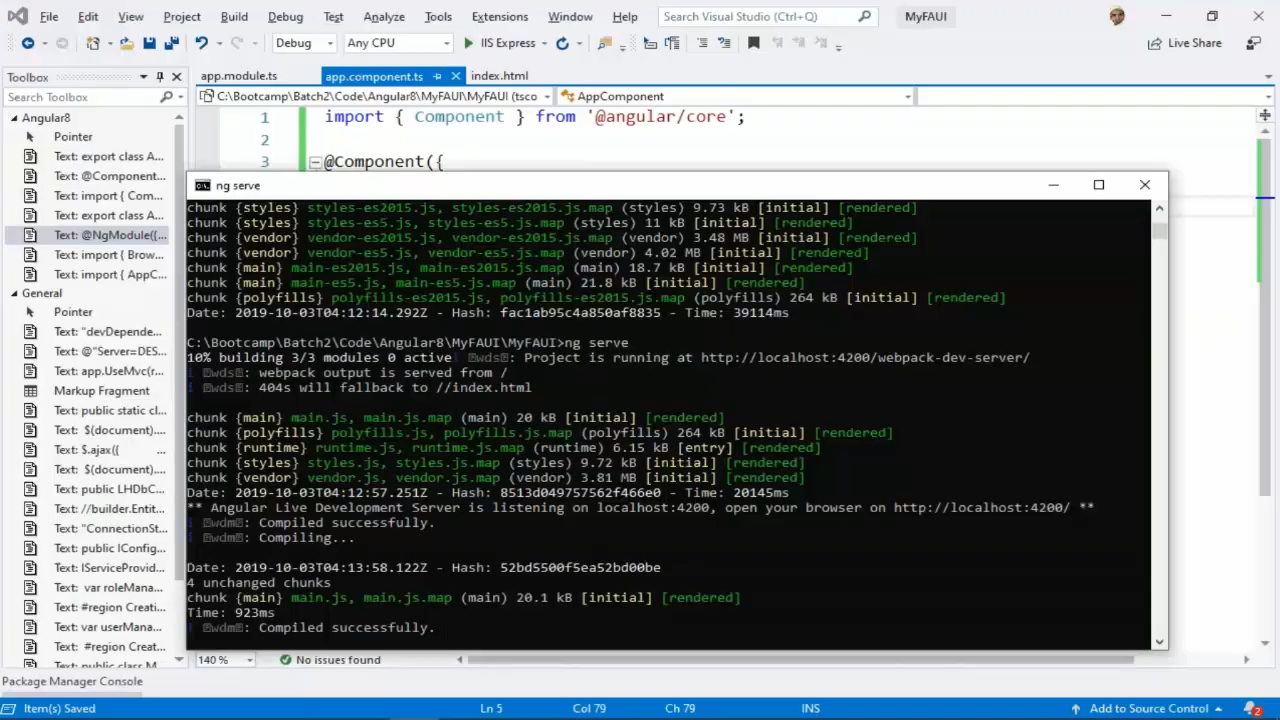 File Edit View Project Build Debug Test Analyze Tools Extensions Window Help Search Visual Studio (Ctrl+Q) MyFAUI
Debug Any CPU IIS Express Live Share
Toolbox
Search Toolbox
Angular8
Pointer
Text: export class A...
Text: @Component...
Text: import { Com...
Text: export class A...
Text: @NgModule({...
Text: import { Brow...
Text: import { AppC...
General
Pointer
Text: "devDepende...
Text: @"Server=DES...
Text: app.UseMvc(r...
Markup Fragment
Text: public static cl...
Text: $(document)....
Text: $.ajax({ ...
Text: $(document)....
Text: public LHDbC...
Text: //builder.Entit...
Text: "ConnectionSt...
Text: public IConfig...
Text: IServiceProvid...
Text: var roleMana...
Text: #region Creati...
Text: var userMana...
Text: #region Creat...
Text: public class M...
app.module.ts app.component.ts index.html
C:\Bootcamp\Batch2\Code\Angular8\MyFAUI\MyFAUI (tsco AppComponent
1 import { Component } from '@angular/core';
2
3 @Component({
ng serve
chunk {styles} styles-es2015.js, styles-es2015.js.map (styles) 9.73 kB [initial] [rendered]
chunk {styles} styles-es5.js, styles-es5.js.map (styles) 11 kB [initial] [rendered]
chunk {vendor} vendor-es2015.js, vendor-es2015.js.map (vendor) 3.48 MB [initial] [rendered]
chunk {vendor} vendor-es5.js, vendor-es5.js.map (vendor) 4.02 MB [initial] [rendered]
chunk {main} main-es2015.js, main-es2015.js.map (main) 18.7 kB [initial] [rendered]
chunk {main} main-es5.js, main-es5.js.map (main) 21.8 kB [initial] [rendered]
chunk {polyfills} polyfills-es2015.js, polyfills-es2015.js.map (polyfills) 264 kB [initial] [rendered]
Date: 2019-10-03T04:12:14.292Z - Hash: fac1ab95c4a850af8835 - Time: 39114ms
C:\Bootcamp\Batch2\Code\Angular8\MyFAUI\MyFAUI>ng serve
10% building 3/3 modules 0 activei ｢wds｣: Project is running at http://localhost:4200/webpack-dev-server/
i ｢wds｣: webpack output is served from /
i ｢wds｣: 404s will fallback to //index.html
chunk {main} main.js, main.js.map (main) 20 kB [initial] [rendered]
chunk {polyfills} polyfills.js, polyfills.js.map (polyfills) 264 kB [initial] [rendered]
chunk {runtime} runtime.js, runtime.js.map (runtime) 6.15 kB [entry] [rendered]
chunk {styles} styles.js, styles.js.map (styles) 9.72 kB [initial] [rendered]
chunk {vendor} vendor.js, vendor.js.map (vendor) 3.81 MB [initial] [rendered]
Date: 2019-10-03T04:12:57.251Z - Hash: 8513d049757562f466e0 - Time: 20145ms
** Angular Live Development Server is listening on localhost:4200, open your browser on http://localhost:4200/ **
i ｢wdm｣: Compiled successfully.
i ｢wdm｣: Compiling...
Date: 2019-10-03T04:13:58.122Z - Hash: 52bd5500f5ea52bd00be
4 unchanged chunks
chunk {main} main.js, main.js.map (main) 20.1 kB [initial] [rendered]
Time: 923ms
i ｢wdm｣: Compiled successfully.
140 % No issues found
Package Manager Console
Item(s) Saved Ln 5 Col 79 Ch 79 INS Add to Source Control 2